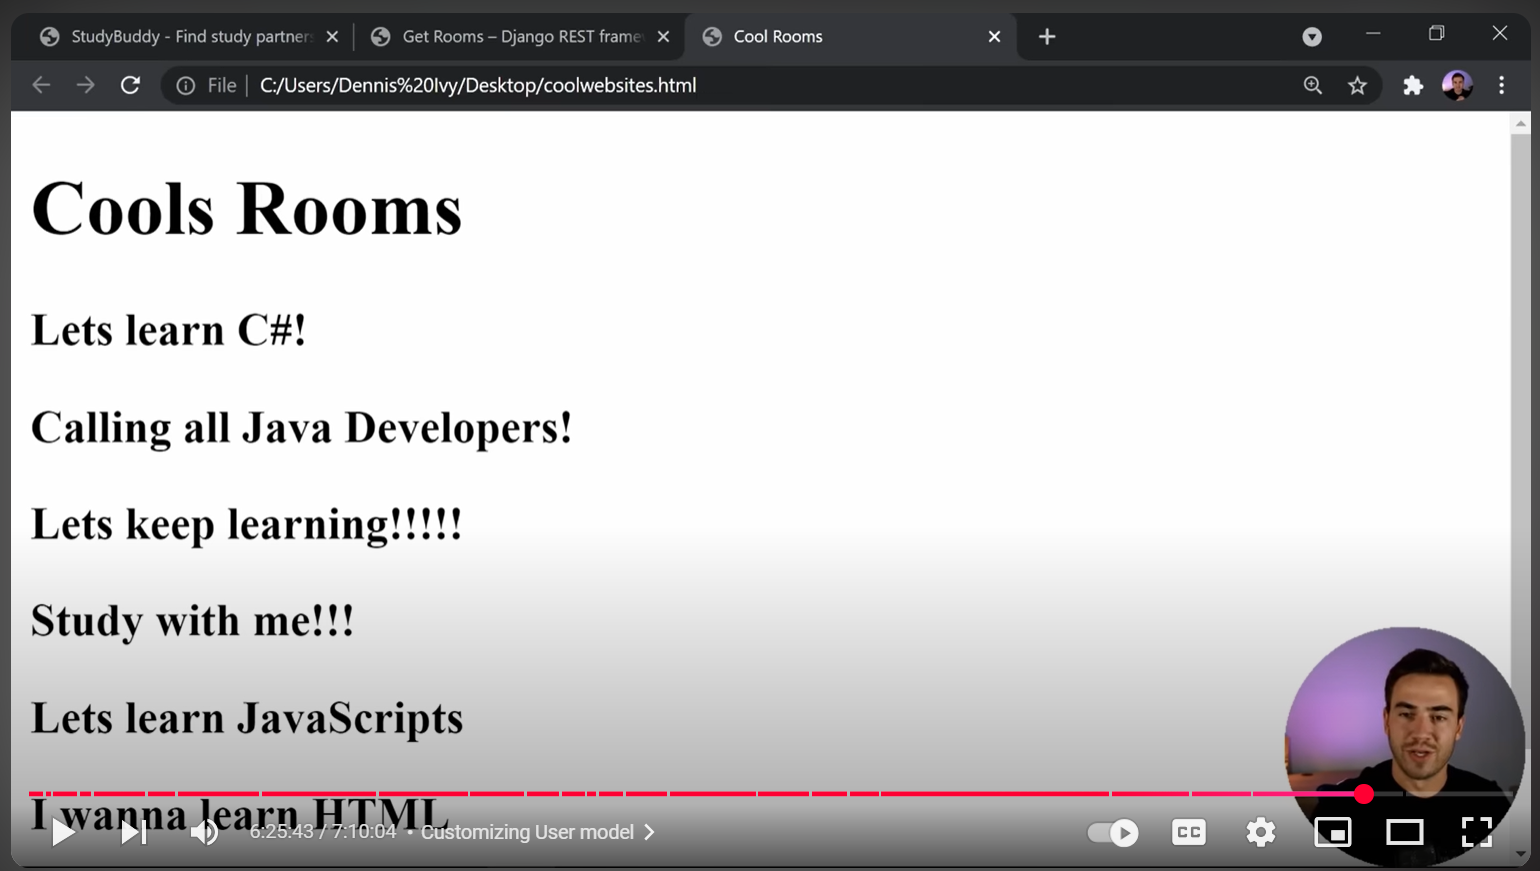 StudyBuddy - Find study partner
Get Rooms – Django REST frame
Cool Rooms
File
C:/Users/Dennis%20Ivy/Desktop/coolwebsites.html
Cools Rooms
Lets learn C#!
Calling all Java Developers!
Lets keep learning!!!!!
Study with me!!!
Lets learn JavaScripts
I wanna learn HTML
6:25:43 / 7:10:04 • Customizing User model
CC